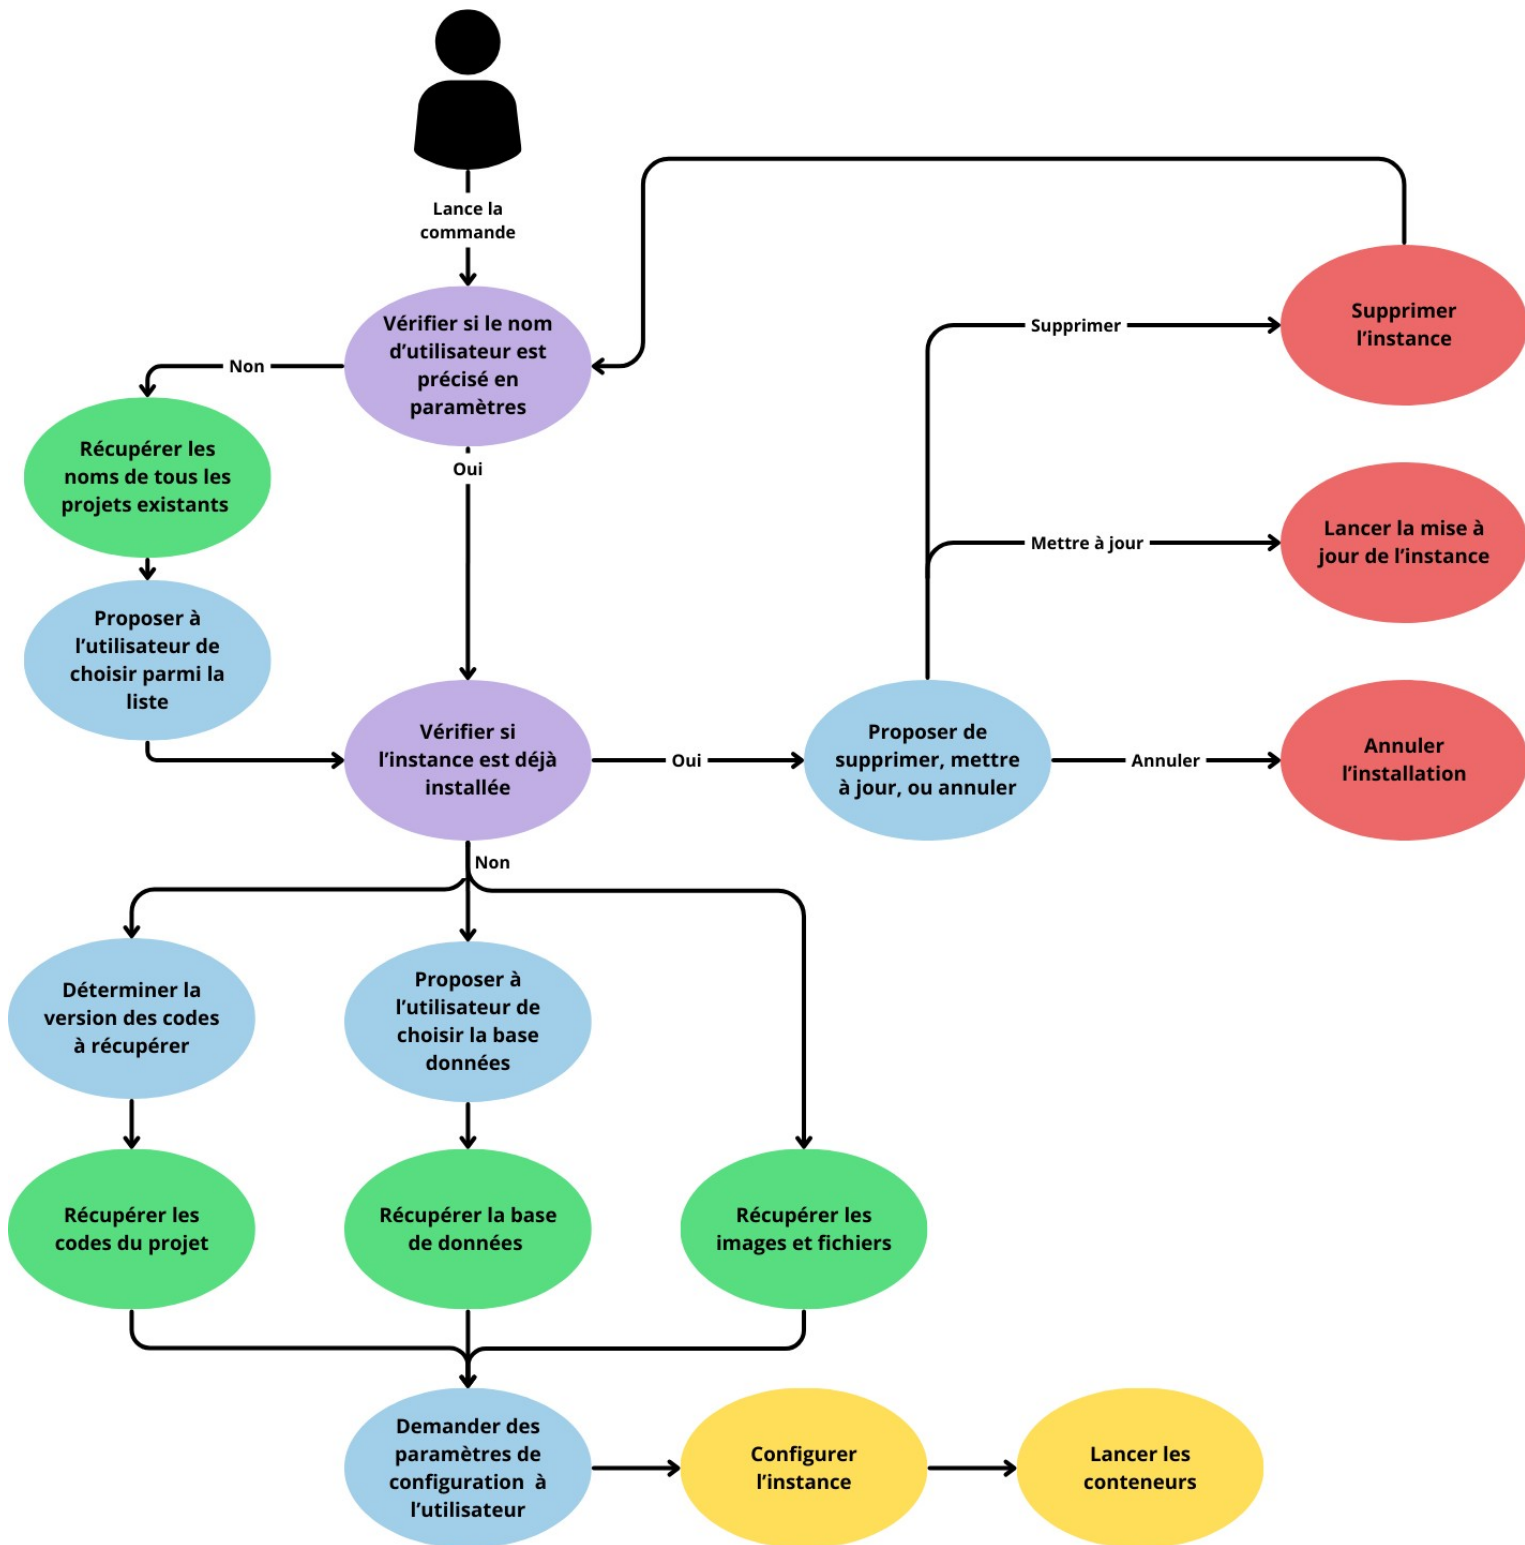 Lance la
commande
Vérifier si le nom
d’utilisateur est
précisé en
paramètres
Non
Oui
Récupérer les
noms de tous les
projets existants
Proposer à
l’utilisateur de
choisir parmi la
liste
Supprimer
Supprimer
l’instance
Mettre à jour
Lancer la mise à
jour de l’instance
Vérifier si
l’instance est déjà
installée
Oui
Proposer de
supprimer, mettre
à jour, ou annuler
Annuler
Annuler
l’installation
Non
Déterminer la
version des codes
à récupérer
Proposer à
l’utilisateur de
choisir la base
données
Récupérer les
codes du projet
Récupérer la base
de données
Récupérer les
images et fichiers
Demander des
paramètres de
configuration à
l’utilisateur
Configurer
l’instance
Lancer les
conteneurs